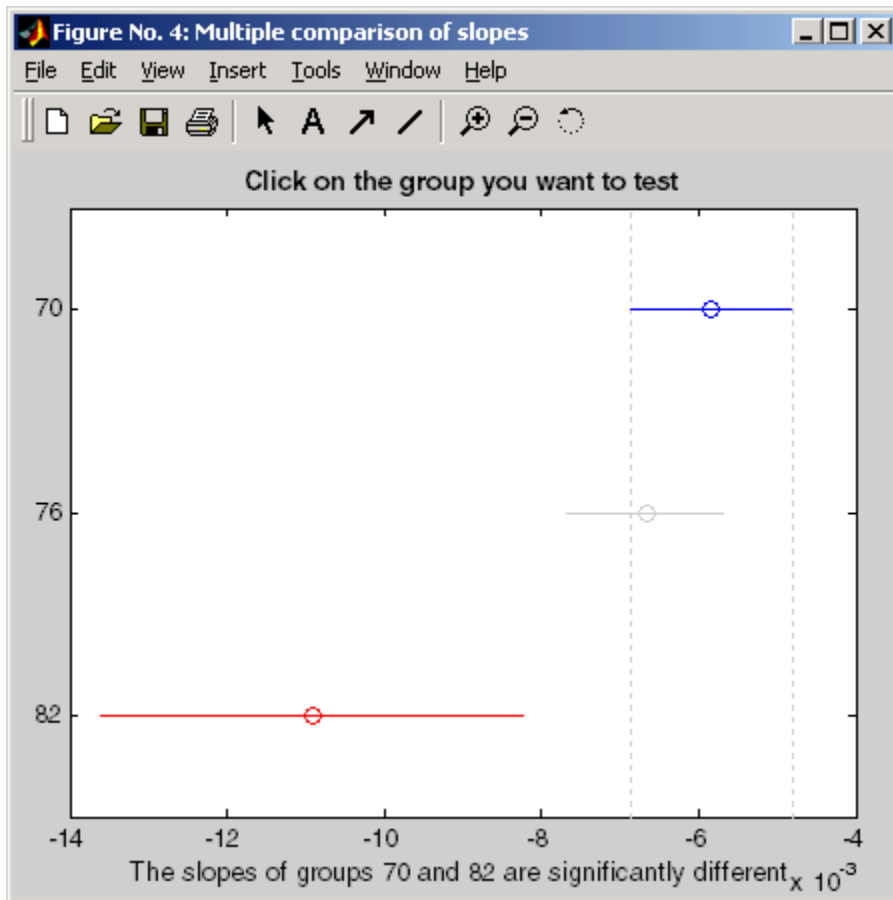 Figure No. 4: Multiple comparison of slopes
File Edit View Insert Tools Window Help
A
Click on the group you want to test
70
76
82
-14 -12 -10 -8 -6 -4
The slopes of groups 70 and 82 are significantly different
x 10^-3